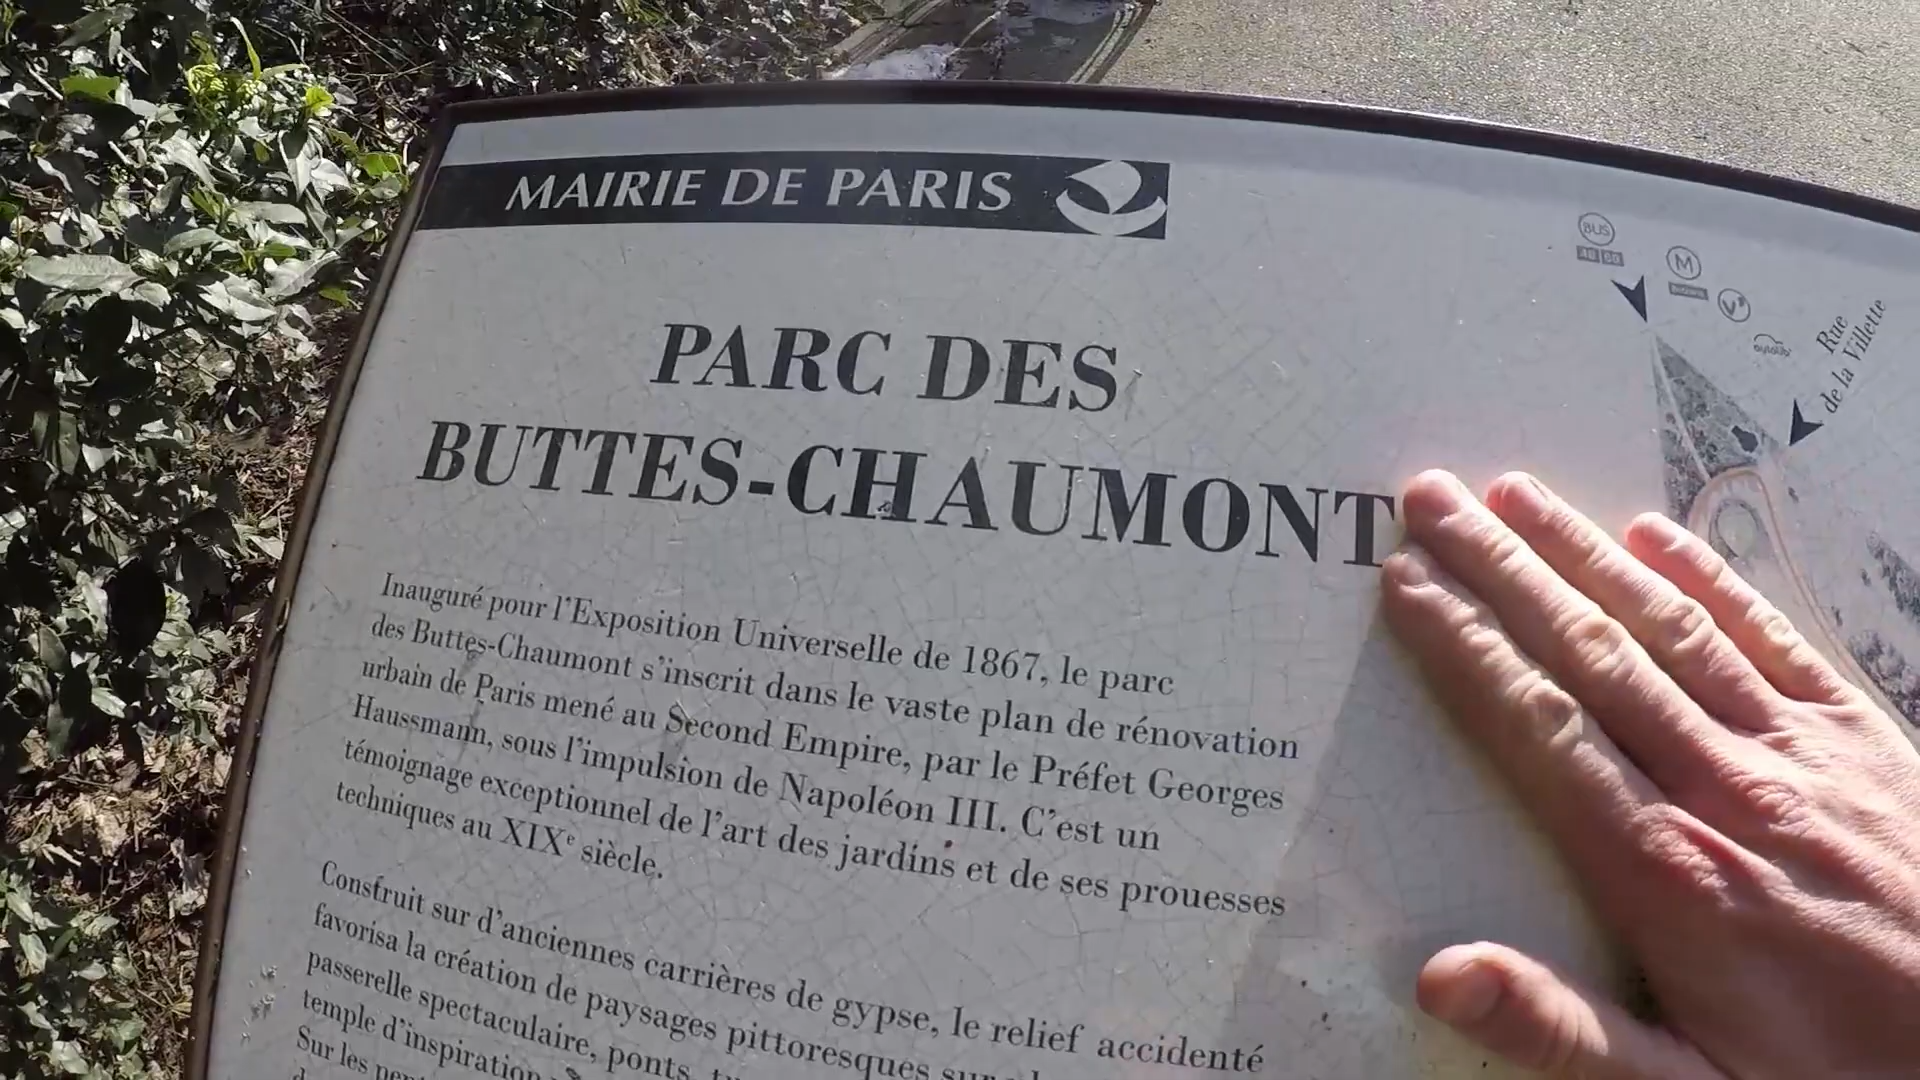 MAIRIE DE PARIS
BUS
M
Rue
de la Villette
autolib'
PARC DES
BUTTES-CHAUMONT
Inauguré pour l'Exposition Universelle de 1867, le parc
des Buttes-Chaumont s'inscrit dans le vaste plan de rénovation
urbain de Paris mené au Second Empire, par le Préfet Georges
Haussmann, sous l'impulsion de Napoléon III. C'est un
témoignage exceptionnel de l'art des jardins et de ses prouesses
techniques au XIXe siècle.
Construit sur d'anciennes carrières de gypse, le relief accidenté
favorisa la création de paysages pittoresques
passerelle spectaculaire, ponts,
temple d'inspiration
Sur les